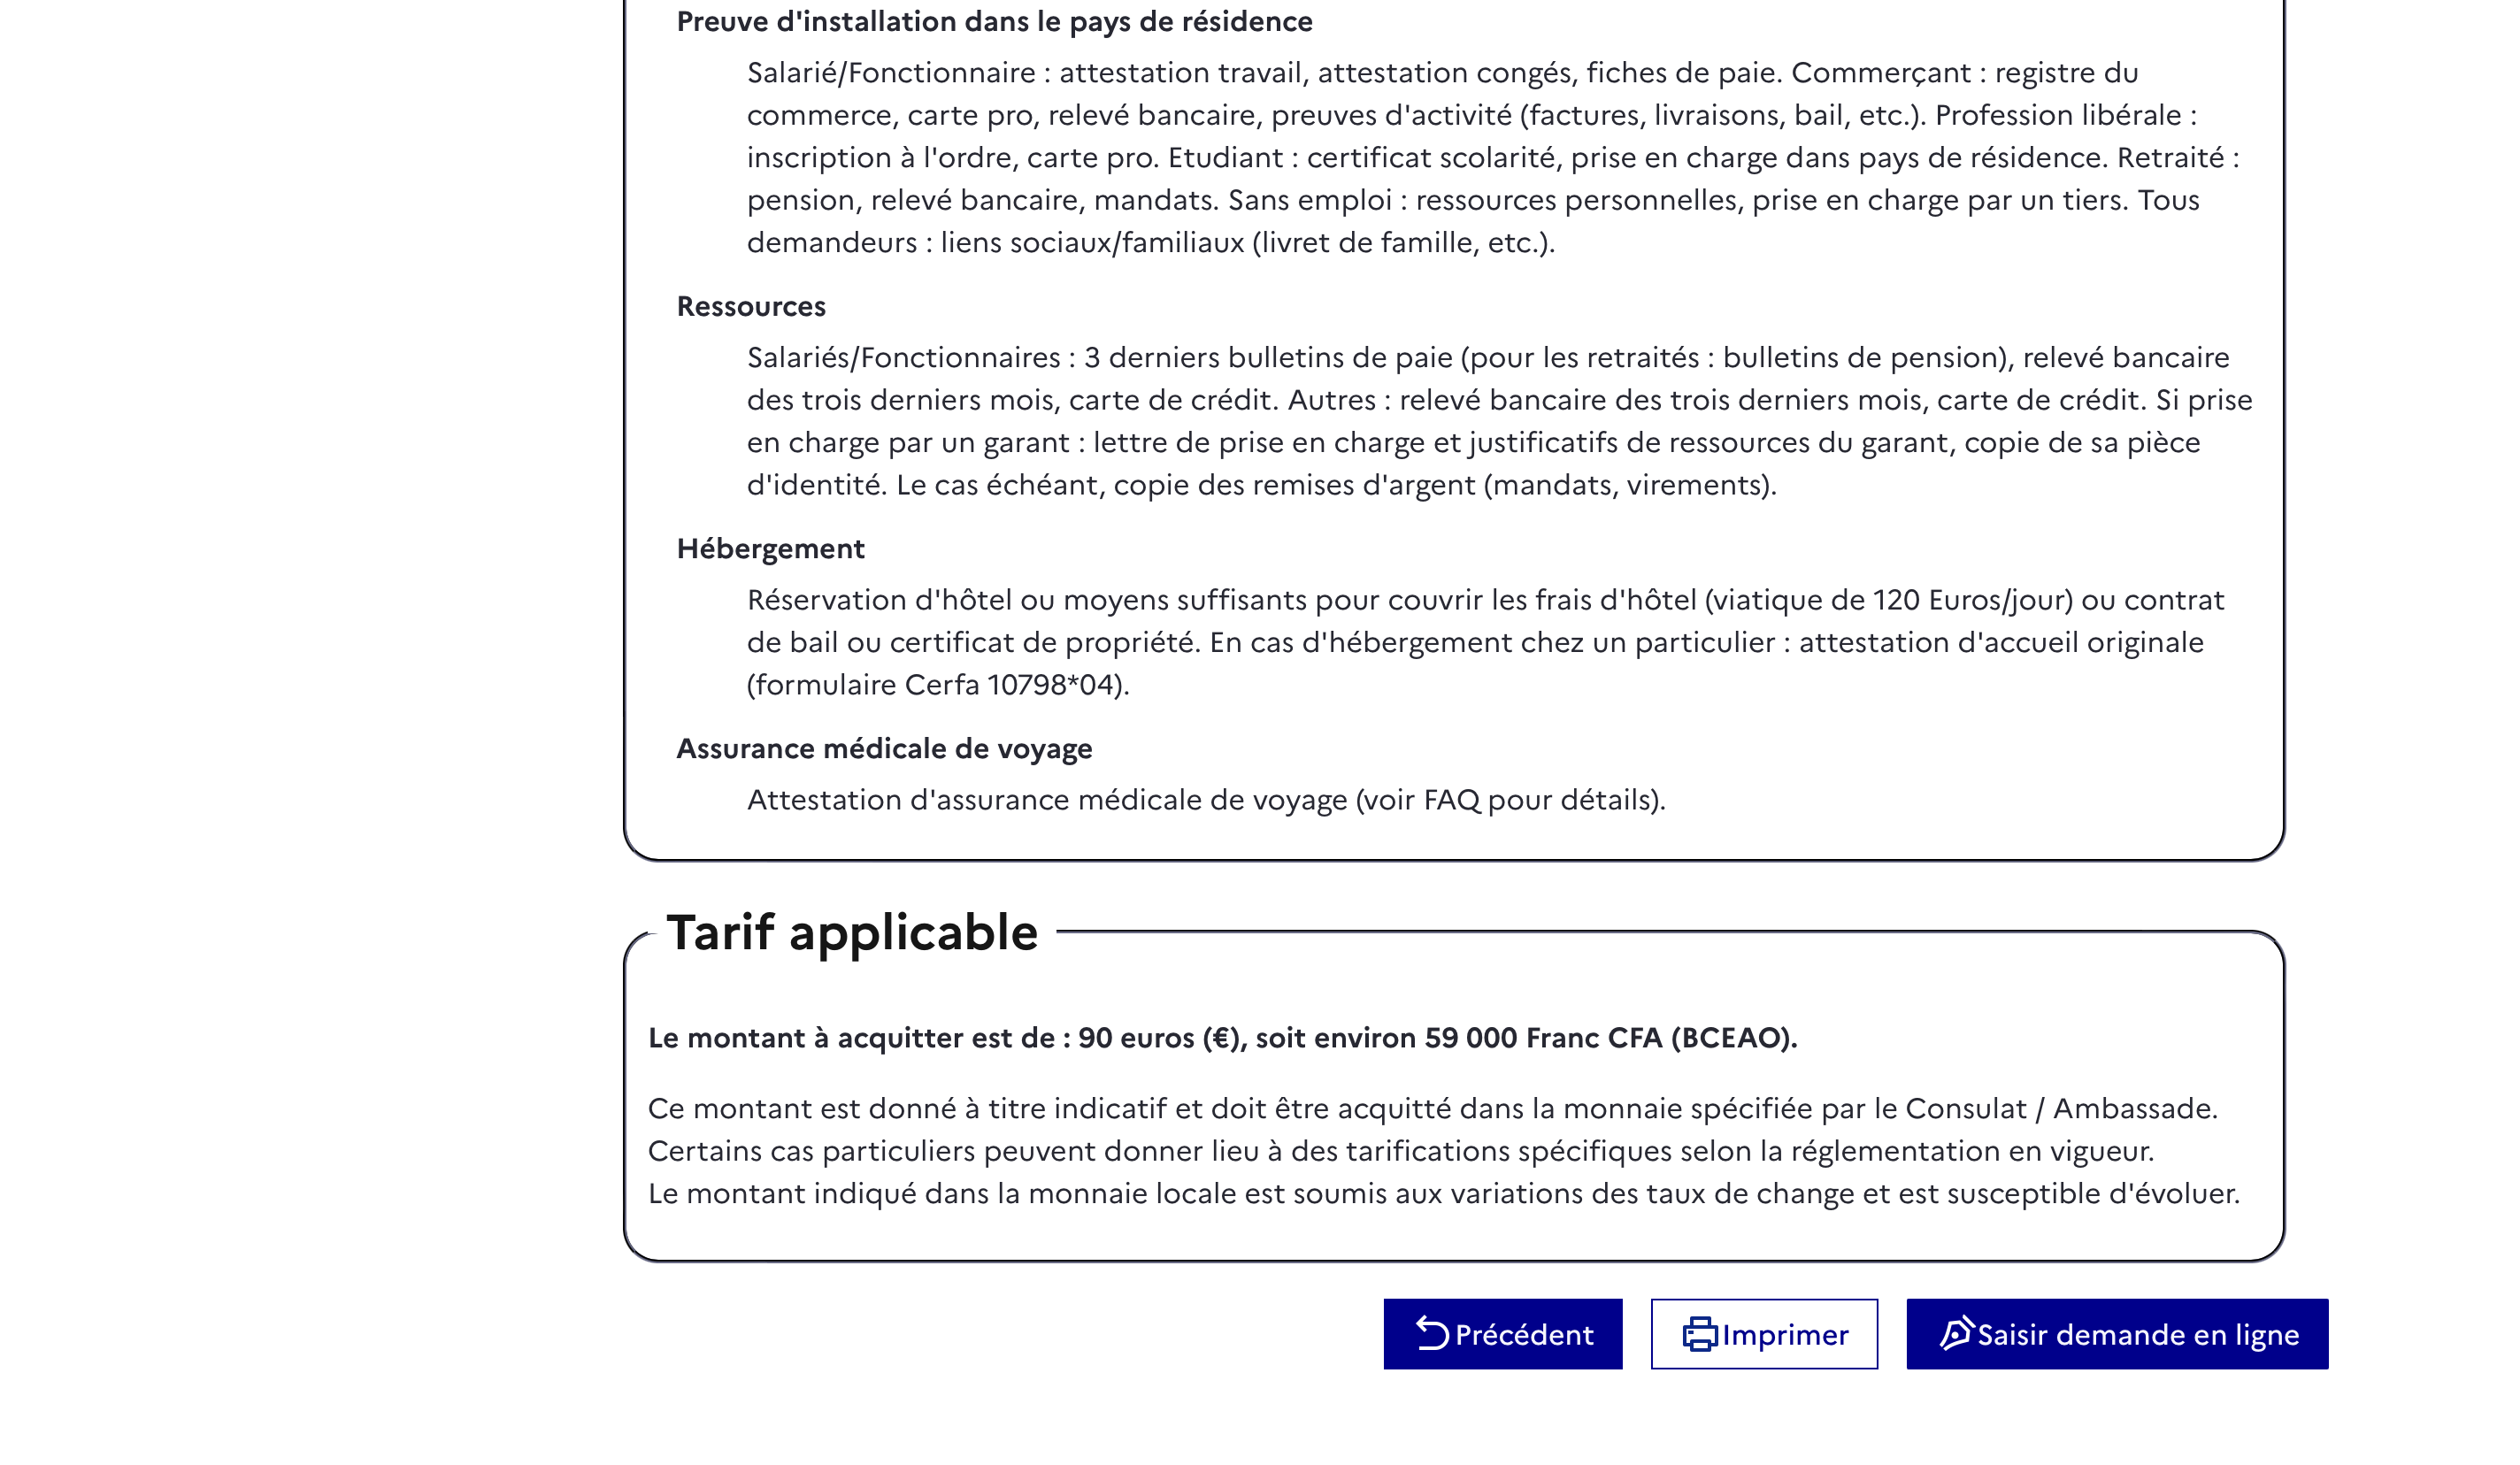 Preuve d'installation dans le pays de résidence
Salarié/Fonctionnaire : attestation travail, attestation congés, fiches de paie. Commerçant : registre du
commerce, carte pro, relevé bancaire, preuves d'activité (factures, livraisons, bail, etc.). Profession libérale :
inscription à l'ordre, carte pro. Etudiant : certificat scolarité, prise en charge dans pays de résidence. Retraité :
pension, relevé bancaire, mandats. Sans emploi : ressources personnelles, prise en charge par un tiers. Tous
demandeurs : liens sociaux/familiaux (livret de famille, etc.).
Ressources
Salariés/Fonctionnaires : 3 derniers bulletins de paie (pour les retraités : bulletins de pension), relevé bancaire
des trois derniers mois, carte de crédit. Autres : relevé bancaire des trois derniers mois, carte de crédit. Si prise
en charge par un garant : lettre de prise en charge et justificatifs de ressources du garant, copie de sa pièce
d'identité. Le cas échéant, copie des remises d'argent (mandats, virements).
Hébergement
Réservation d'hôtel ou moyens suffisants pour couvrir les frais d'hôtel (viatique de 120 Euros/jour) ou contrat
de bail ou certificat de propriété. En cas d'hébergement chez un particulier : attestation d'accueil originale
(formulaire Cerfa 10798*04).
Assurance médicale de voyage
Attestation d'assurance médicale de voyage (voir FAQ pour détails).
Tarif applicable
Le montant à acquitter est de : 90 euros (€), soit environ 59 000 Franc CFA (BCEAO).
Ce montant est donné à titre indicatif et doit être acquitté dans la monnaie spécifiée par le Consulat / Ambassade.
Certains cas particuliers peuvent donner lieu à des tarifications spécifiques selon la réglementation en vigueur.
Le montant indiqué dans la monnaie locale est soumis aux variations des taux de change et est susceptible d'évoluer.
Précédent
Imprimer
Saisir demande en ligne